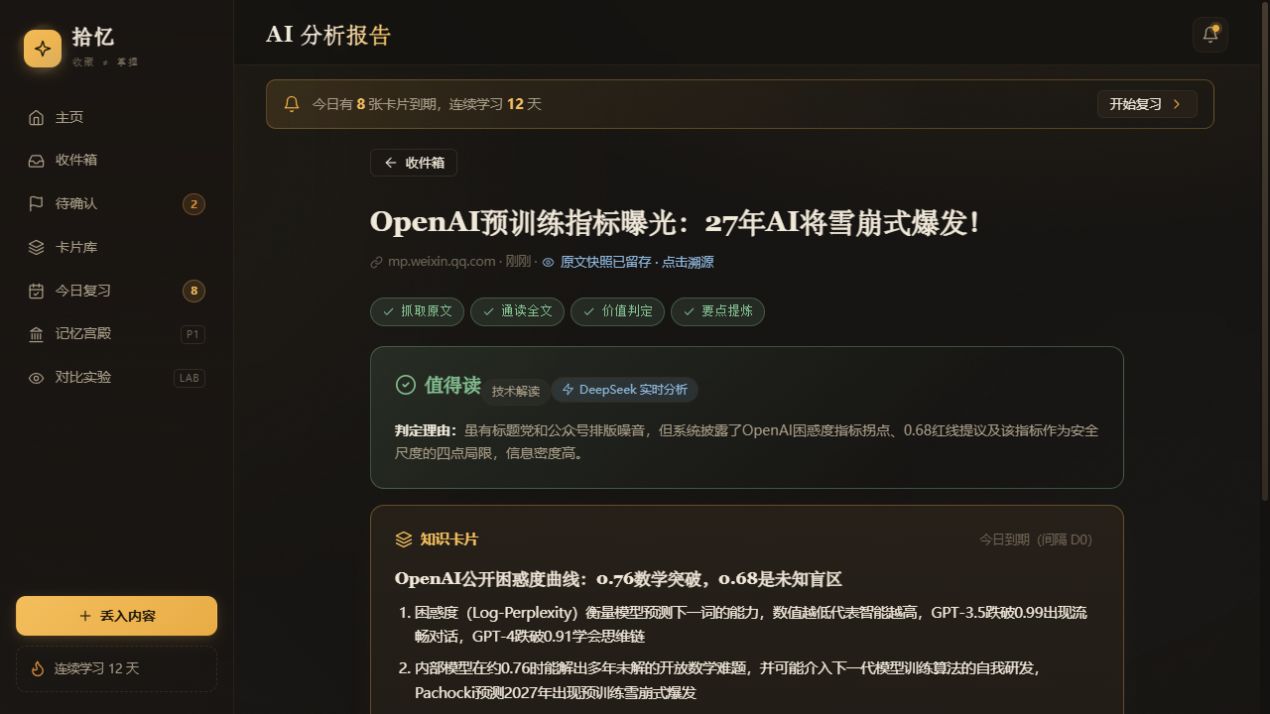 拾忆
收藏 ≠ 掌握
主页
收件箱
待确认 2
卡片库
今日复习 8
记忆宫殿 P1
对比实验 LAB
+ 丢入内容
连续学习 12 天
AI 分析报告
今日有 8 张卡片到期，连续学习 12 天
开始复习
← 收件箱
OpenAI预训练指标曝光：27年AI将雪崩式爆发！
mp.weixin.qq.com · 刚刚 · 原文快照已留存 · 点击溯源
抓取原文 通读全文 价值判定 要点提炼
值得读 技术解读 DeepSeek 实时分析
判定理由：虽有标题党和公众号排版噪音，但系统披露了OpenAI困惑度指标拐点、0.68红线提议及该指标作为安全
尺度的四点局限，信息密度高。
知识卡片 今日到期（间隔 D0）
OpenAI公开困惑度曲线：0.76数学突破，0.68是未知盲区
1. 困惑度（Log-Perplexity）衡量模型预测下一词的能力，数值越低代表智能越高，GPT-3.5跌破0.99出现流
畅对话，GPT-4跌破0.91学会思维链
2. 内部模型在约0.76时能解出多年未解的开放数学难题，并可能介入下一代模型训练算法的自我研发，
Pachocki预测2027年出现预训练雪崩式爆发